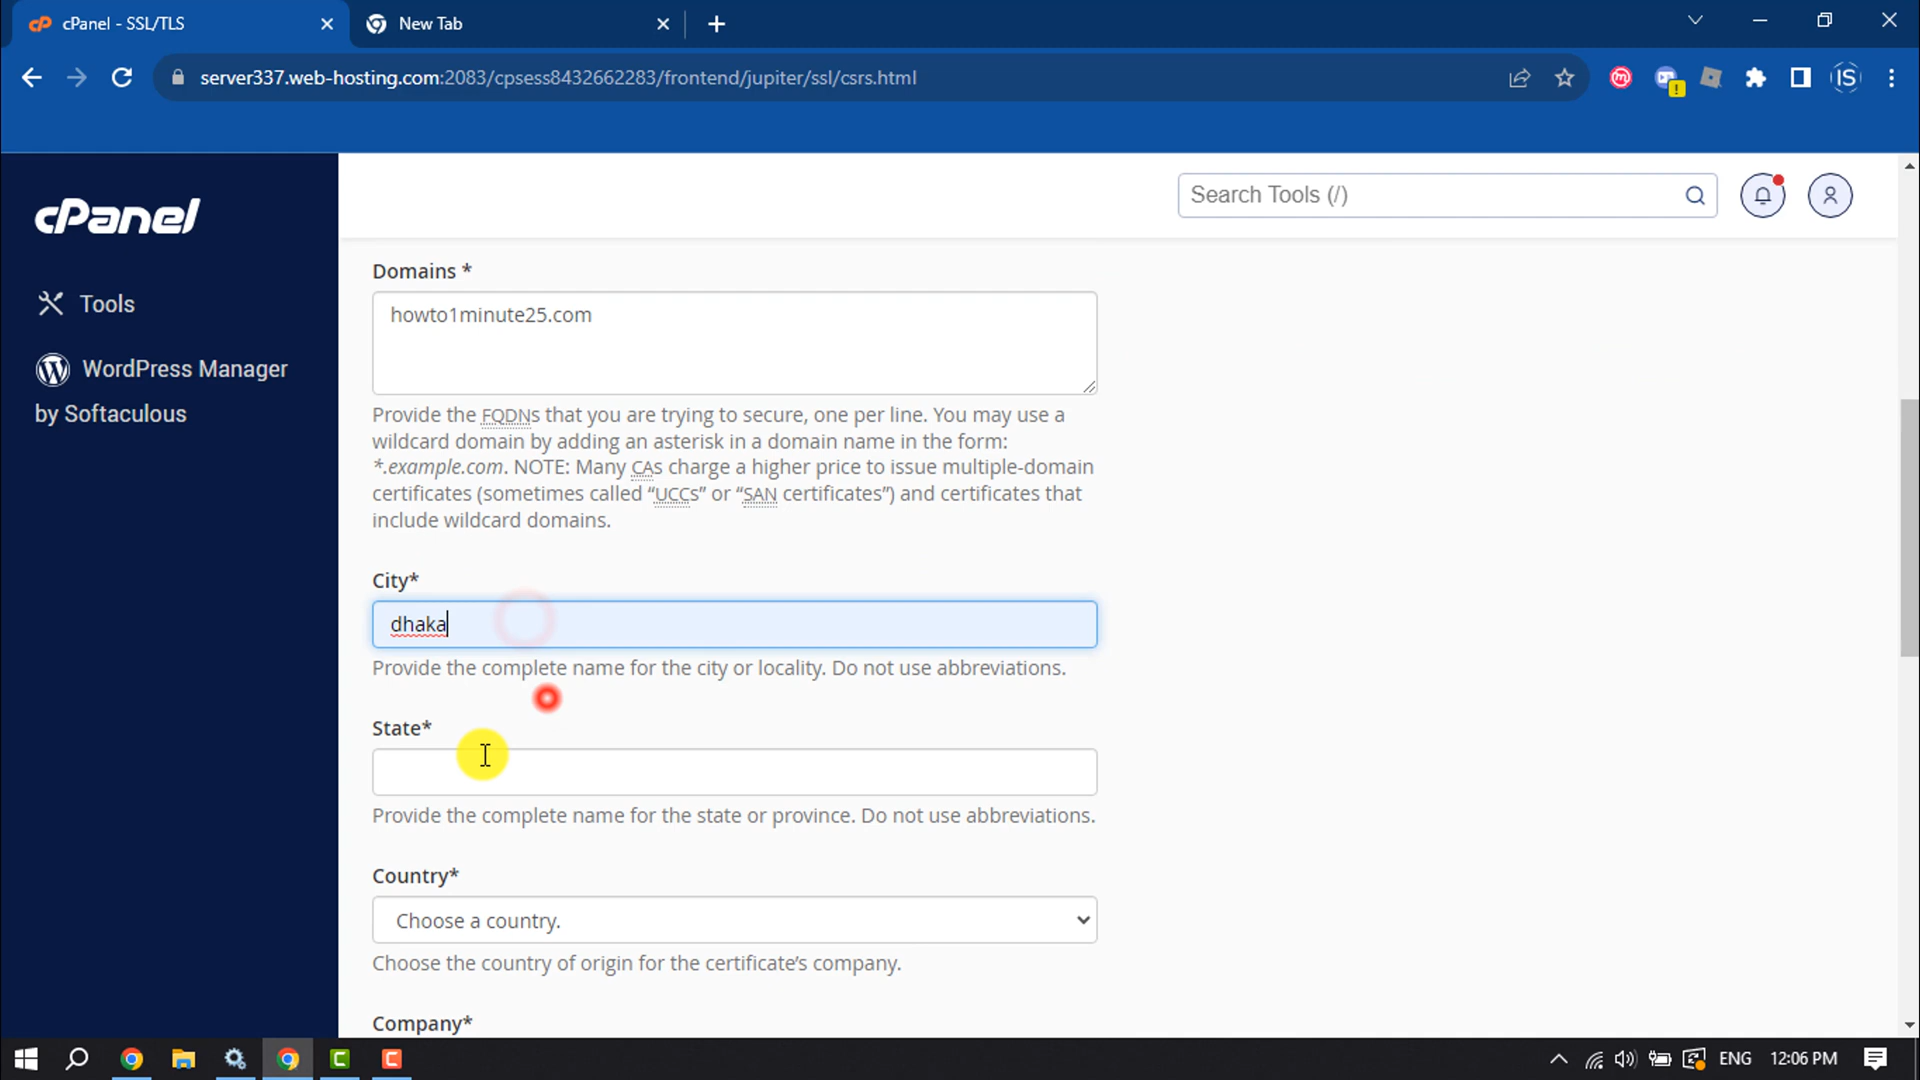 cPanel - SSL/TLS
New Tab
server337.web-hosting.com:2083/cpsess8432662283/frontend/jupiter/ssl/csrs.html
IS
cPanel
Search Tools (/)
Tools
WordPress Manager
by Softaculous
Domains *
howto1minute25.com
Provide the FQDNs that you are trying to secure, one per line. You may use a
wildcard domain by adding an asterisk in a domain name in the form:
*.example.com. NOTE: Many CAs charge a higher price to issue multiple-domain
certificates (sometimes called “UCCs” or “SAN certificates”) and certificates that
include wildcard domains.
City*
dhaka
Provide the complete name for the city or locality. Do not use abbreviations.
State*
Provide the complete name for the state or province. Do not use abbreviations.
Country*
Choose a country.
Choose the country of origin for the certificate’s company.
Company*
ENG
12:06 PM